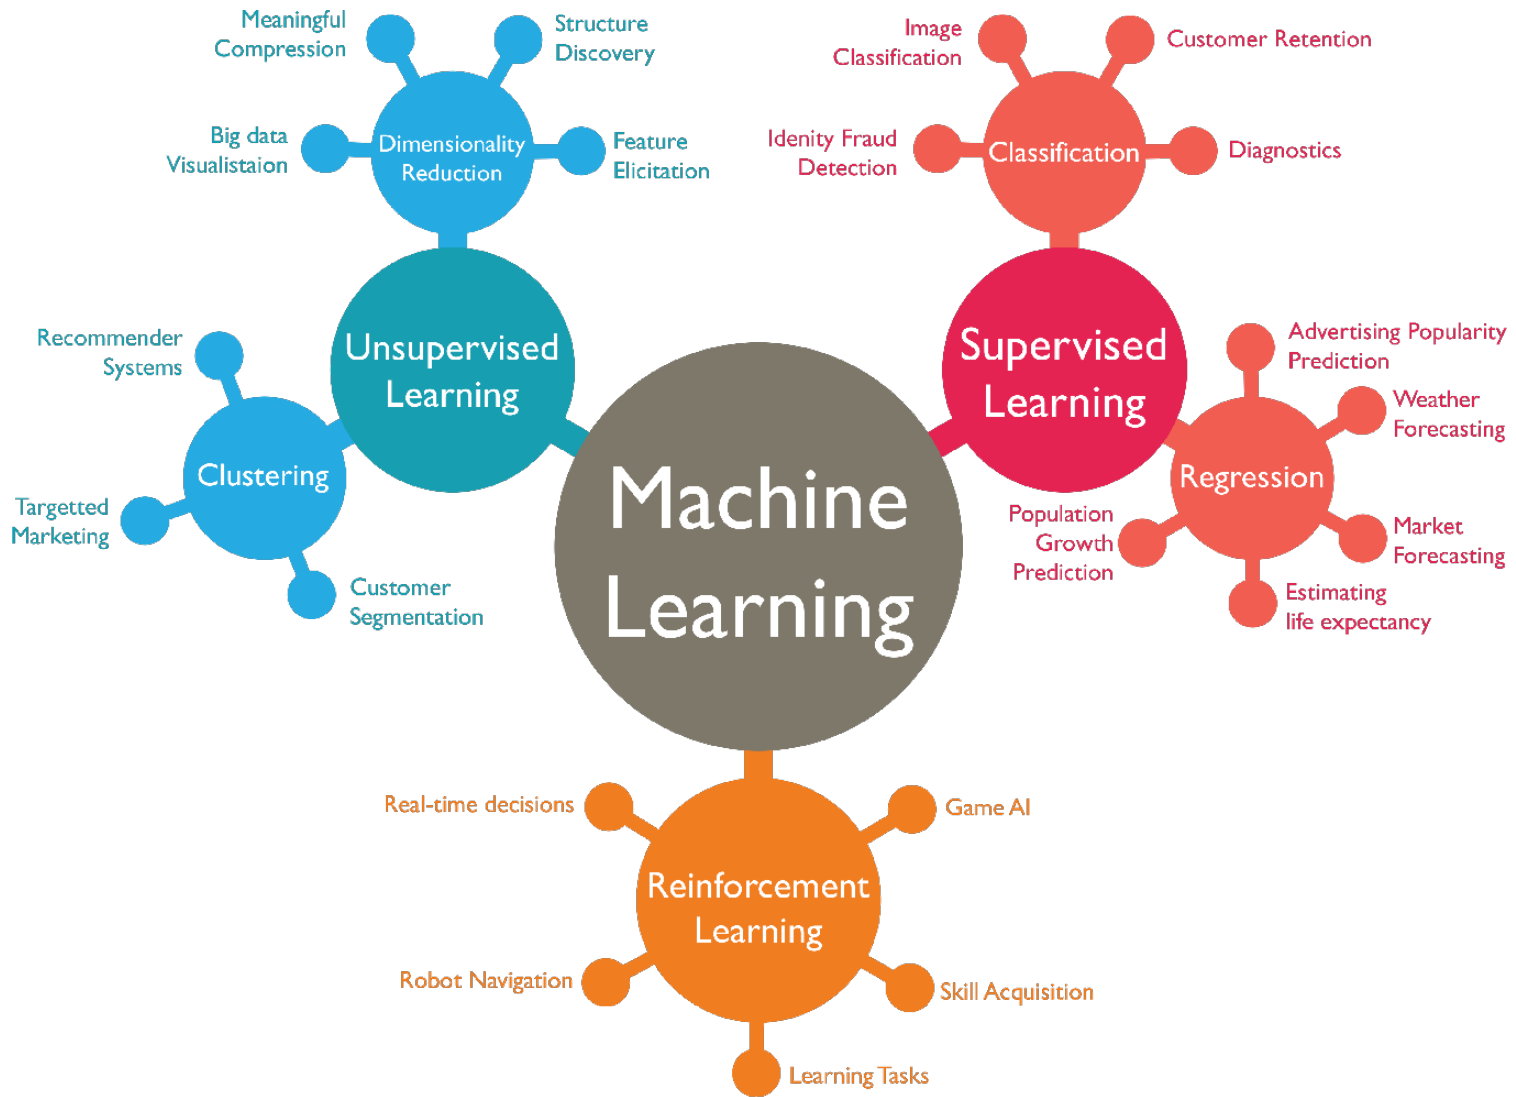 Meaningful
Compression
Structure
Discovery
Big data
Visualistaion
Dimensionality
Reduction
Feature
Elicitation
Image
Classification
Customer Retention
Idenity Fraud
Detection
Classification
Diagnostics
Unsupervised
Learning
Supervised
Learning
Recommender
Systems
Clustering
Targetted
Marketing
Customer
Segmentation
Advertising Popularity
Prediction
Weather
Forecasting
Regression
Population
Growth
Prediction
Market
Forecasting
Estimating
life expectancy
Machine
Learning
Real-time decisions
Game AI
Reinforcement
Learning
Robot Navigation
Skill Acquisition
Learning Tasks